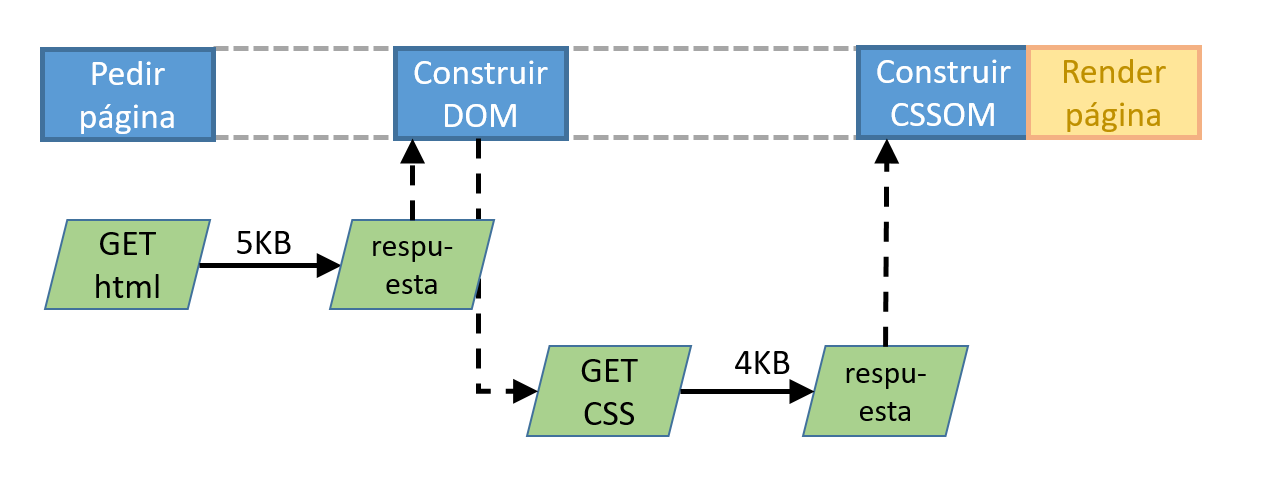 Pedir
página
Construir
DOM
Construir
CSSOM
Render
página
GET
html
5KB
respu-
esta
GET
CSS
4KB
respu-
esta